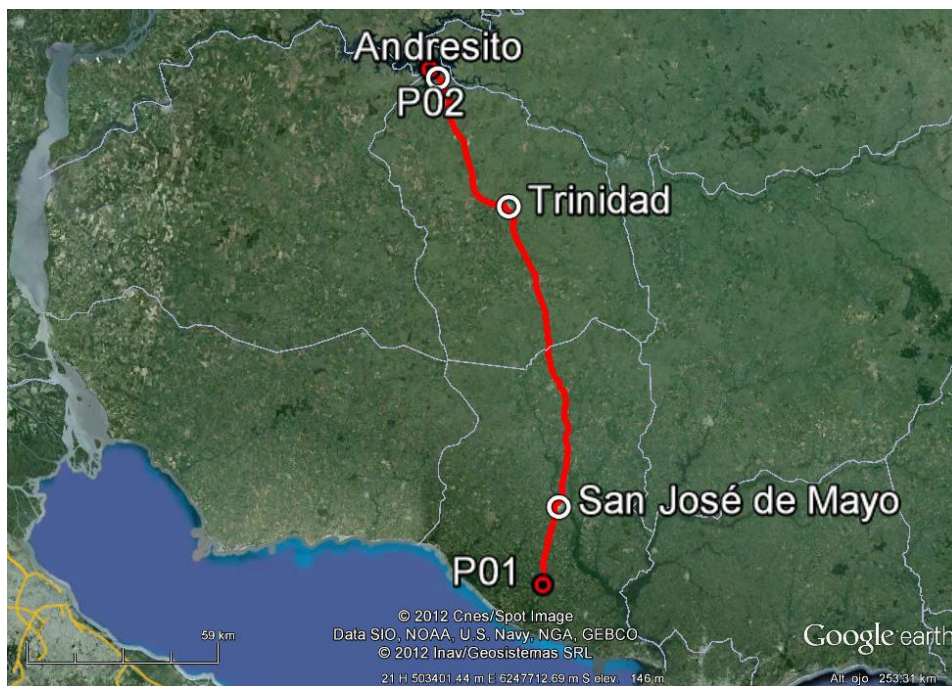 Andresito
P02
Trinidad
San José de Mayo
P01
© 2012 Cnes/Spot Image
Data SIO, NOAA, U.S. Navy, NGA, GEBCO
© 2012 Inav/Geosistemas SRL
59 km
Google earth
21 H 503401.44 m E 6247712.69 m S elev. 146 m
Alt. ojo 253.31 km